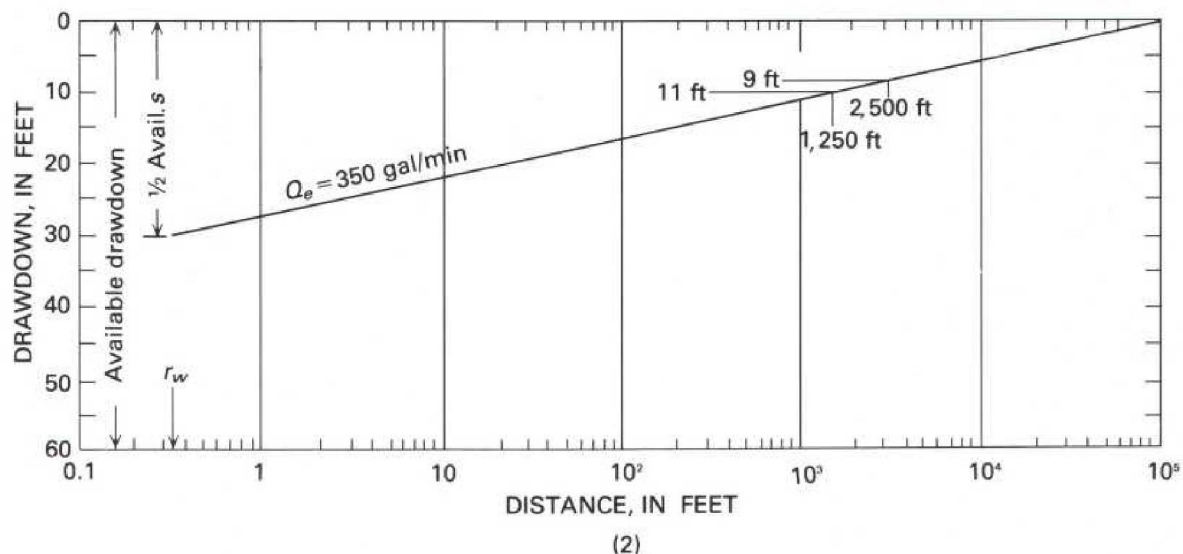 0
10
20
30
40
50
60
DRAWDOWN, IN FEET
Available drawdown
½ Avail. s
r_w
Q_e = 350 gal/min
11 ft
9 ft
2,500 ft
1,250 ft
0.1
1
10
10²
10³
10⁴
10⁵
DISTANCE, IN FEET
(2)